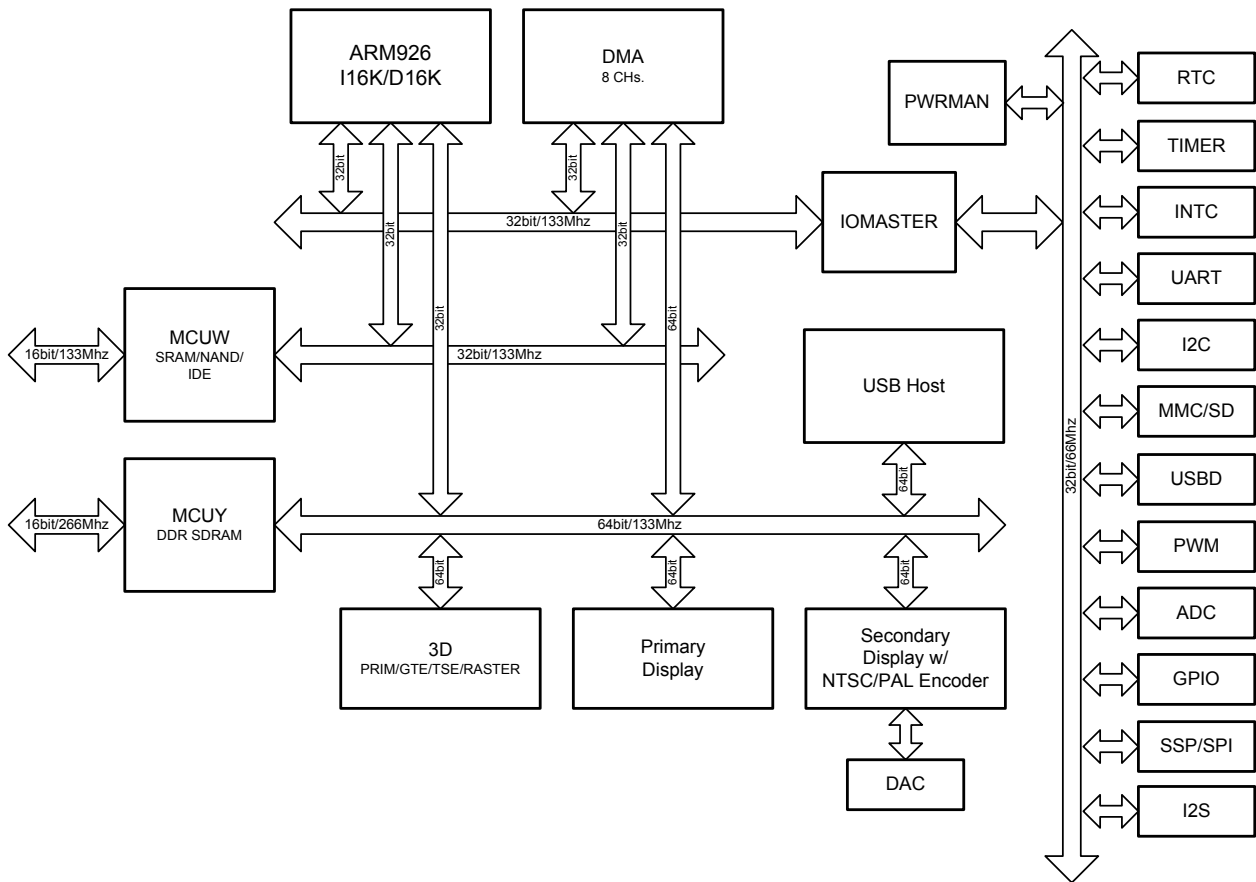 ARM926
I16K/D16K
DMA
8 CHs.
PWRMAN
RTC
TIMER
INTC
UART
I2C
MMC/SD
USBD
PWM
ADC
GPIO
SSP/SPI
I2S
32bit
32bit
32bit
32bit
32bit
64bit
32bit/133Mhz
IOMASTER
32bit/66Mhz
16bit/133Mhz
MCUW
SRAM/NAND/
IDE
32bit/133Mhz
USB Host
64bit
16bit/266Mhz
MCUY
DDR SDRAM
64bit/133Mhz
64bit
64bit
64bit
3D
PRIM/GTE/TSE/RASTER
Primary
Display
Secondary
Display w/
NTSC/PAL Encoder
DAC